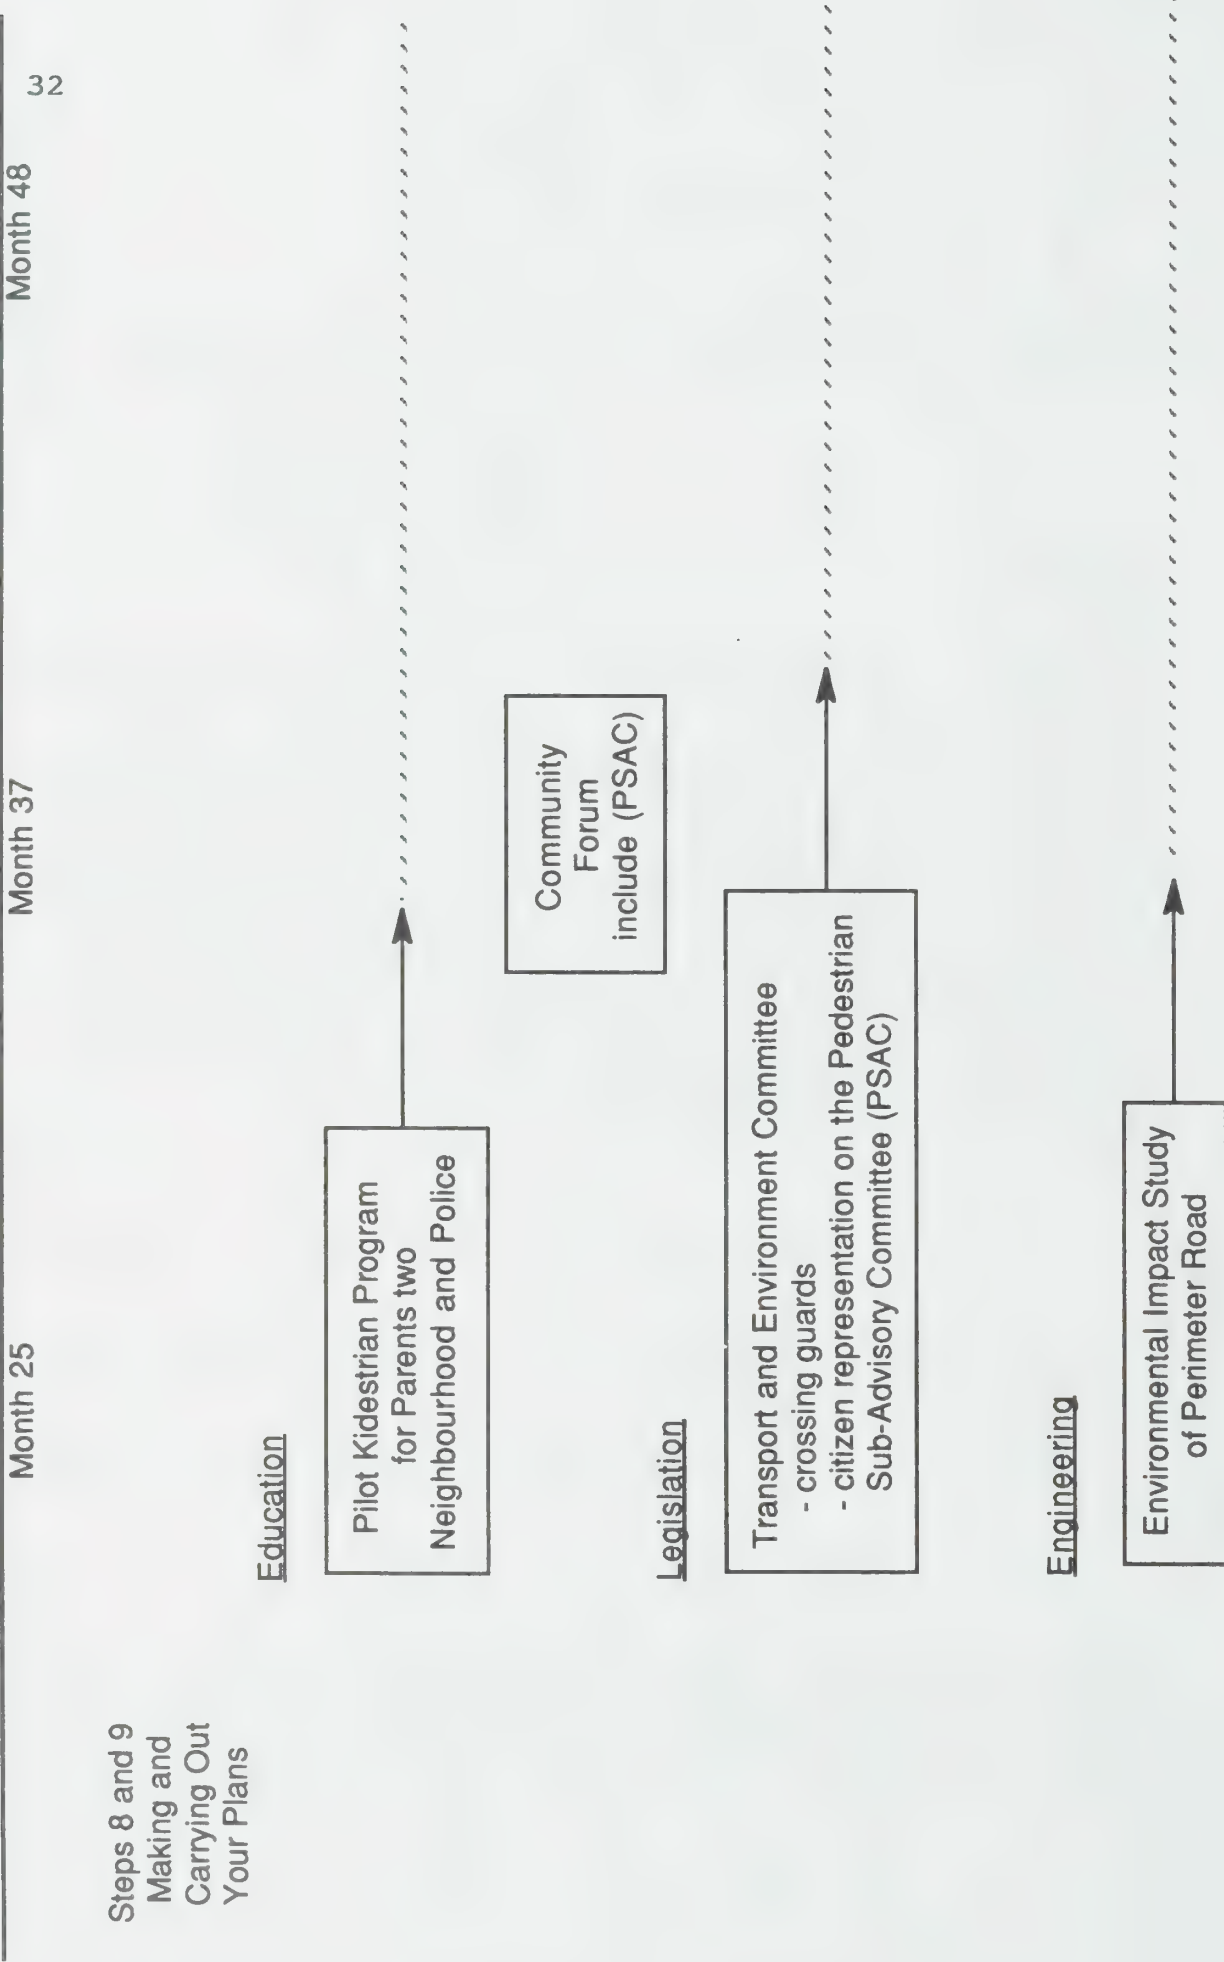 32
Month 25
Month 37
Month 48
Steps 8 and 9
Making and
Carrying Out
Your Plans
Education
Pilot Kidestrian Program
for Parents two
Neighbourhood and Police
Community
Forum
include (PSAC)
Legislation
Transport and Environment Committee
- crossing guards
- citizen representation on the Pedestrian
Sub-Advisory Committee (PSAC)
Engineering
Environmental Impact Study
of Perimeter Road